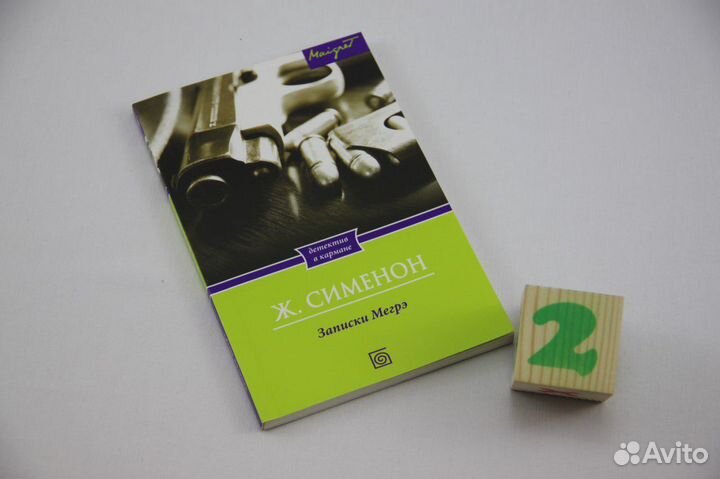 Maigret
детектив
в кармане
Ж. СИМЕНОН
Записки Мегрэ
2
Avito